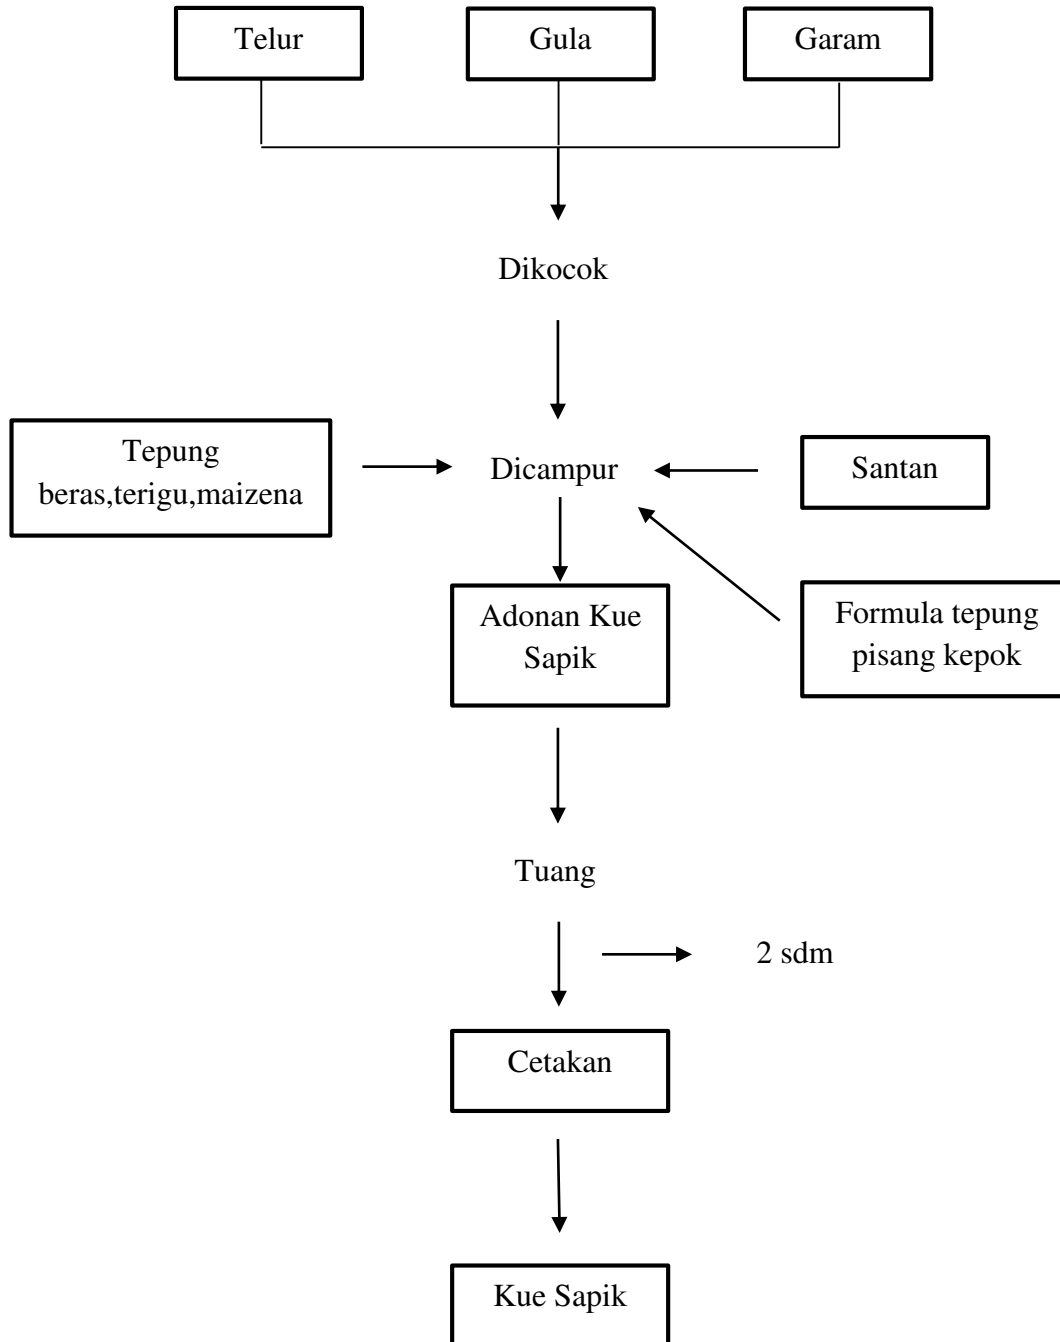 Telur
Gula
Garam
Dikocok
Tepung
beras,terigu,maizena
Dicampur
Santan
Adonan Kue
Sapik
Formula tepung
pisang kepok
Tuang
2 sdm
Cetakan
Kue Sapik